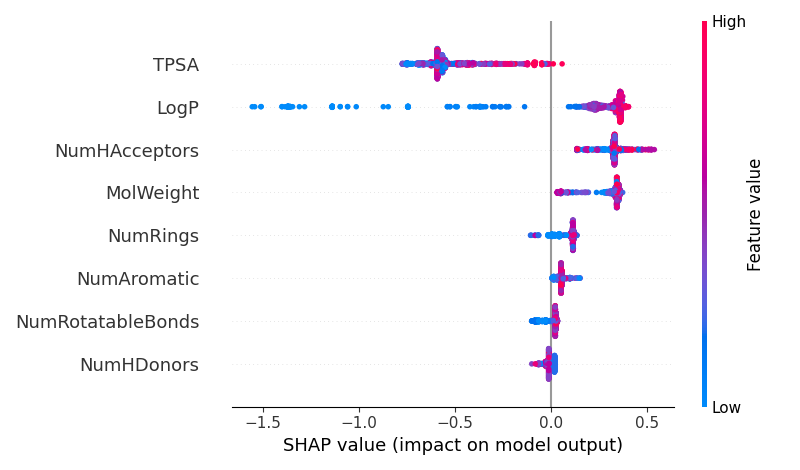 High
TPSA
LogP
NumHAcceptors
MolWeight
NumRings
NumAromatic
NumRotatableBonds
NumHDonors
Feature value
Low
−1.5 −1.0 −0.5 0.0 0.5
SHAP value (impact on model output)